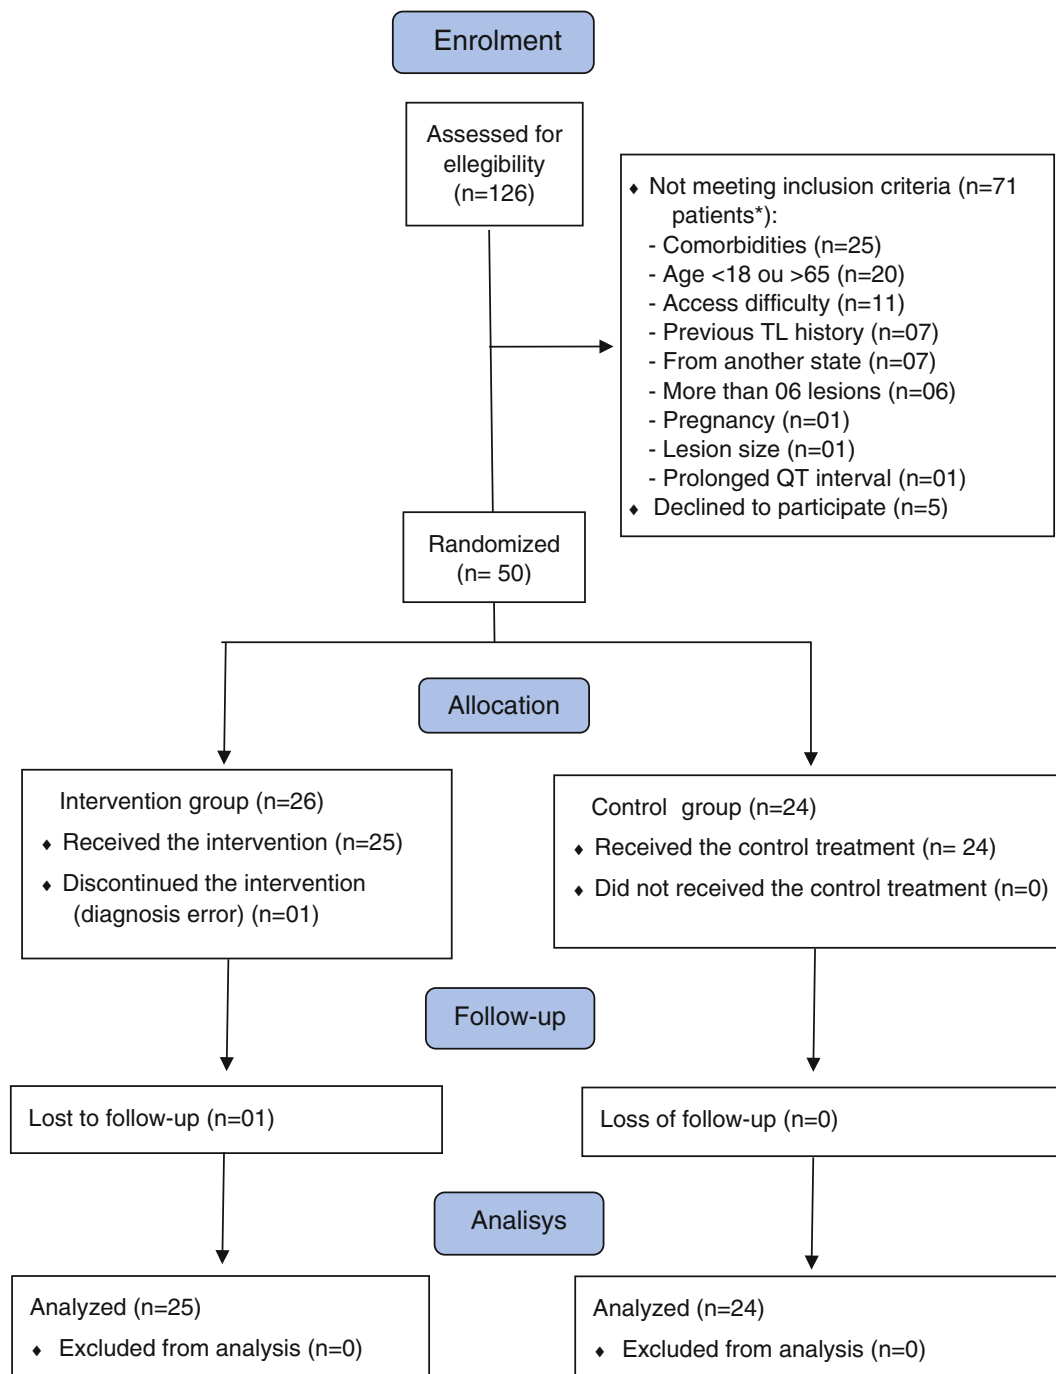 Enrolment
Assessed for
ellegibility
(n=126)
♦ Not meeting inclusion criteria (n=71
patients*):
- Comorbidities (n=25)
- Age <18 ou >65 (n=20)
- Access difficulty (n=11)
- Previous TL history (n=07)
- From another state (n=07)
- More than 06 lesions (n=06)
- Pregnancy (n=01)
- Lesion size (n=01)
- Prolonged QT interval (n=01)
♦ Declined to participate (n=5)
Randomized
(n= 50)
Allocation
Intervention group (n=26)
♦ Received the intervention (n=25)
♦ Discontinued the intervention
(diagnosis error) (n=01)
Control group (n=24)
♦ Received the control treatment (n= 24)
♦ Did not received the control treatment (n=0)
Follow-up
Lost to follow-up (n=01)
Loss of follow-up (n=0)
Analisys
Analyzed (n=25)
♦ Excluded from analysis (n=0)
Analyzed (n=24)
♦ Excluded from analysis (n=0)